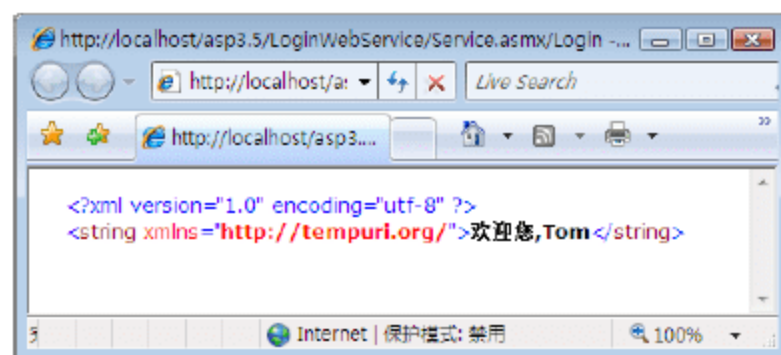 http://localhost/asp3.5/LoginWebService/Service.asmx/Login -...
http://localhost/a: Live Search
http://localhost/asp3....
<?xml version="1.0" encoding="utf-8" ?>
<string xmlns="http://tempuri.org/">欢迎您,Tom</string>
Internet | 保护模式: 禁用 100%